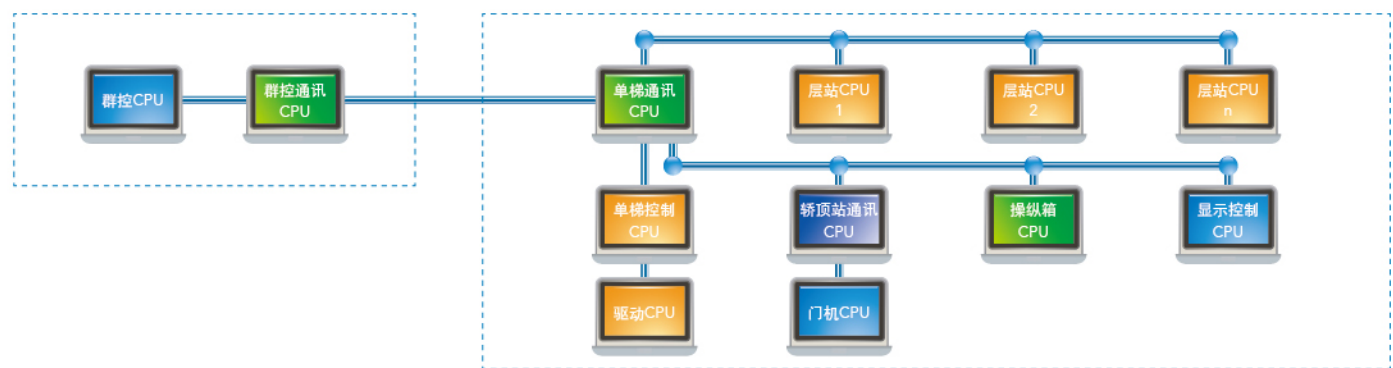 群控CPU
群控通讯
CPU
单梯通讯
CPU
层站CPU
1
层站CPU
2
层站CPU
n
单梯控制
CPU
轿顶站通讯
CPU
操纵箱
CPU
显示控制
CPU
驱动CPU
门机CPU